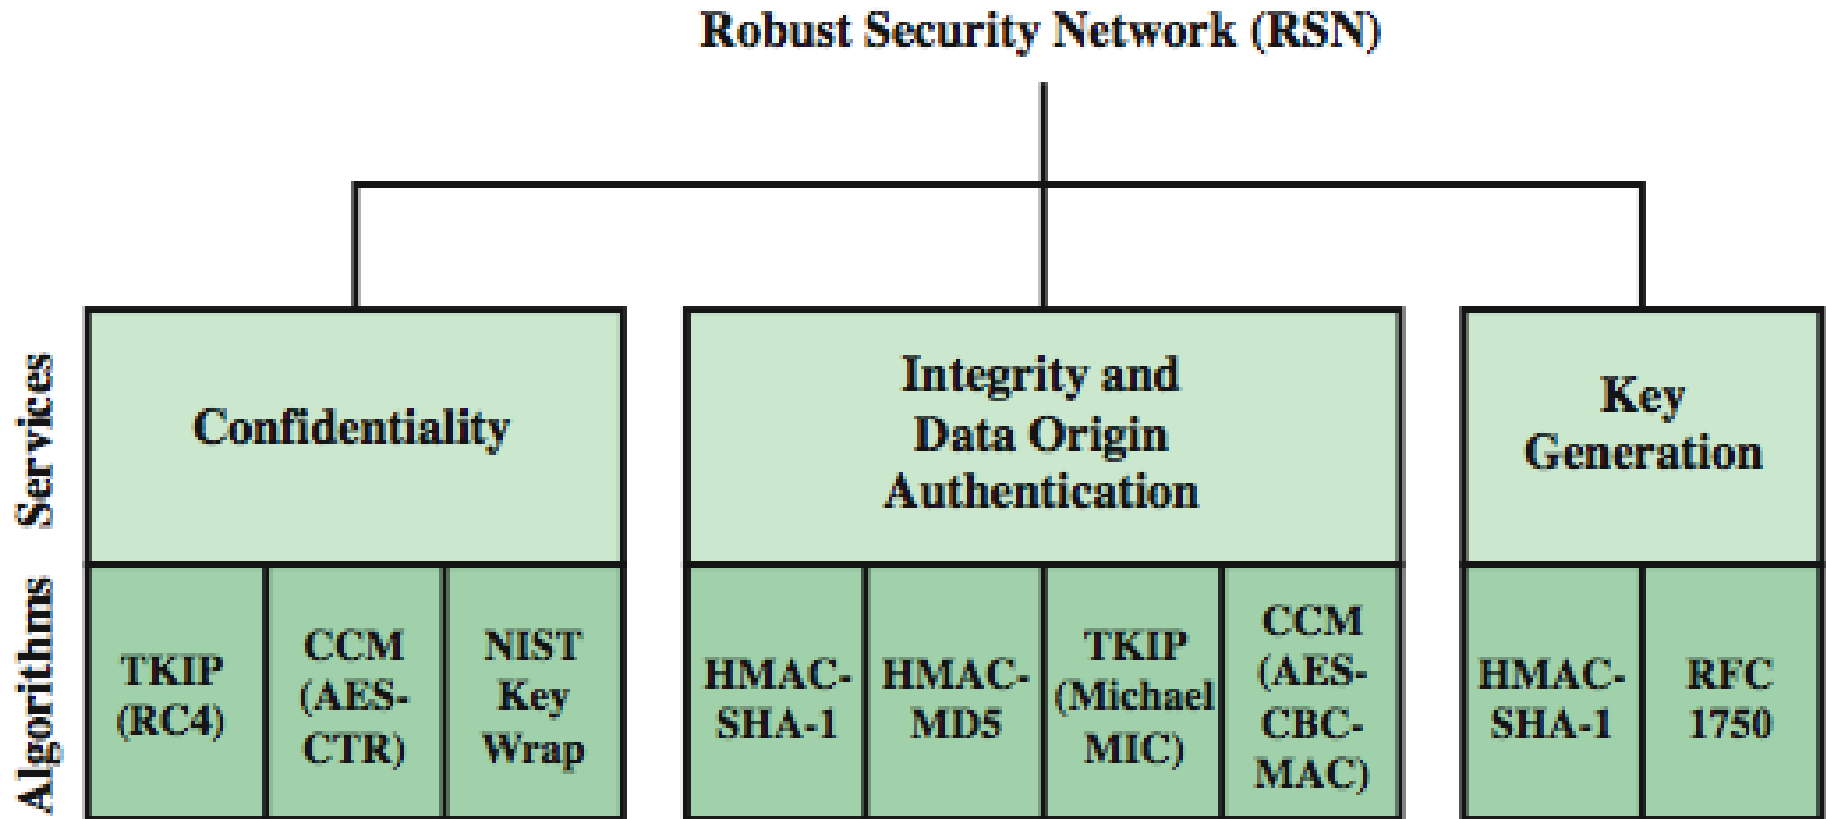 Robust Security Network (RSN)
Services
Confidentiality
Integrity and
Data Origin
Authentication
Key
Generation
Algorithms
TKIP
(RC4)
CCM
(AES-
CTR)
NIST
Key
Wrap
HMAC-
SHA-1
HMAC-
MD5
TKIP
(Michael
MIC)
CCM
(AES-
CBC-
MAC)
HMAC-
SHA-1
RFC
1750